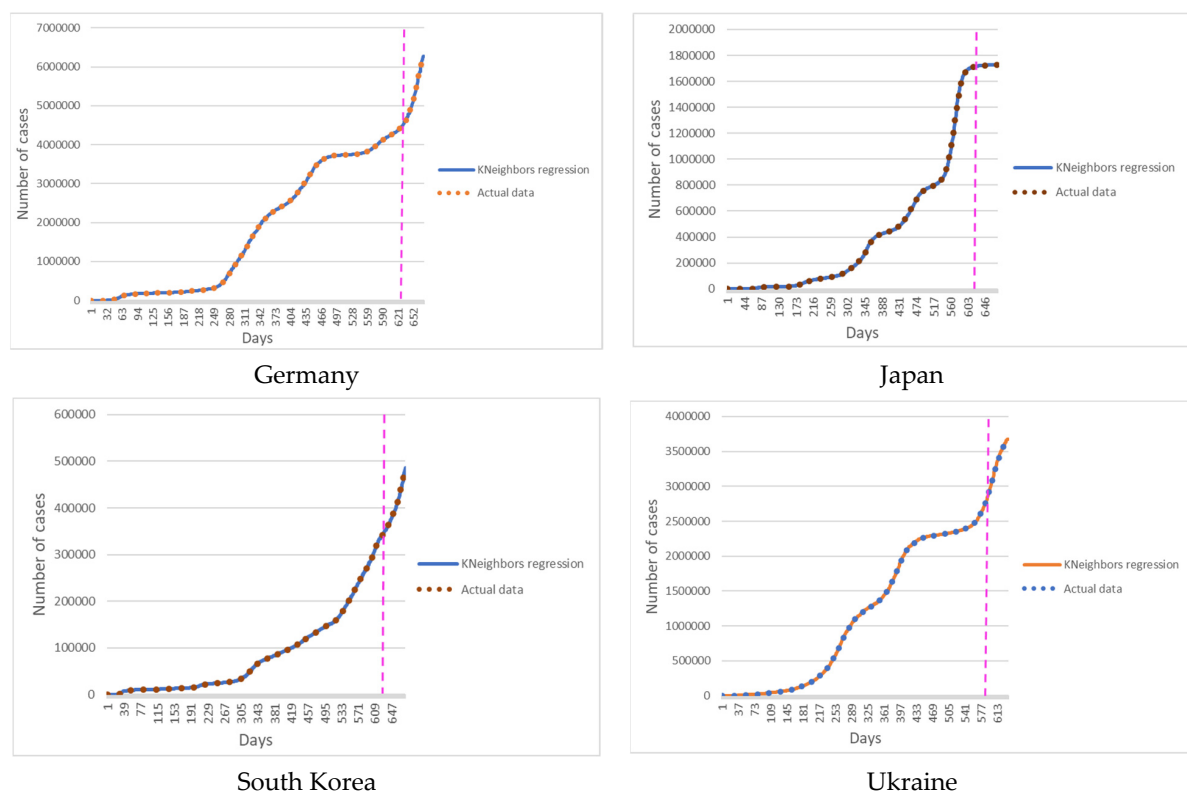 7000000
6000000
5000000
4000000
3000000
2000000
1000000
0
Number of cases
1 32 63 94 125 156 187 218 249 280 311 342 373 404 435 466 497 528 559 590 621 652
Days
KNeighbors regression
Actual data
Germany
2000000
1800000
1600000
1400000
1200000
1000000
800000
600000
400000
200000
0
Number of cases
1 44 87 130 173 216 259 302 345 388 431 474 517 560 603 646
Days
KNeighbors regression
Actual data
Japan
600000
500000
400000
300000
200000
100000
0
Number of cases
1 39 77 115 153 191 229 267 305 343 381 419 457 495 533 571 609 647
Days
KNeighbors regression
Actual data
South Korea
4000000
3500000
3000000
2500000
2000000
1500000
1000000
500000
0
Number of cases
1 37 73 109 145 181 217 253 289 325 361 397 433 469 505 541 577 613
Days
KNeighbors regression
Actual data
Ukraine